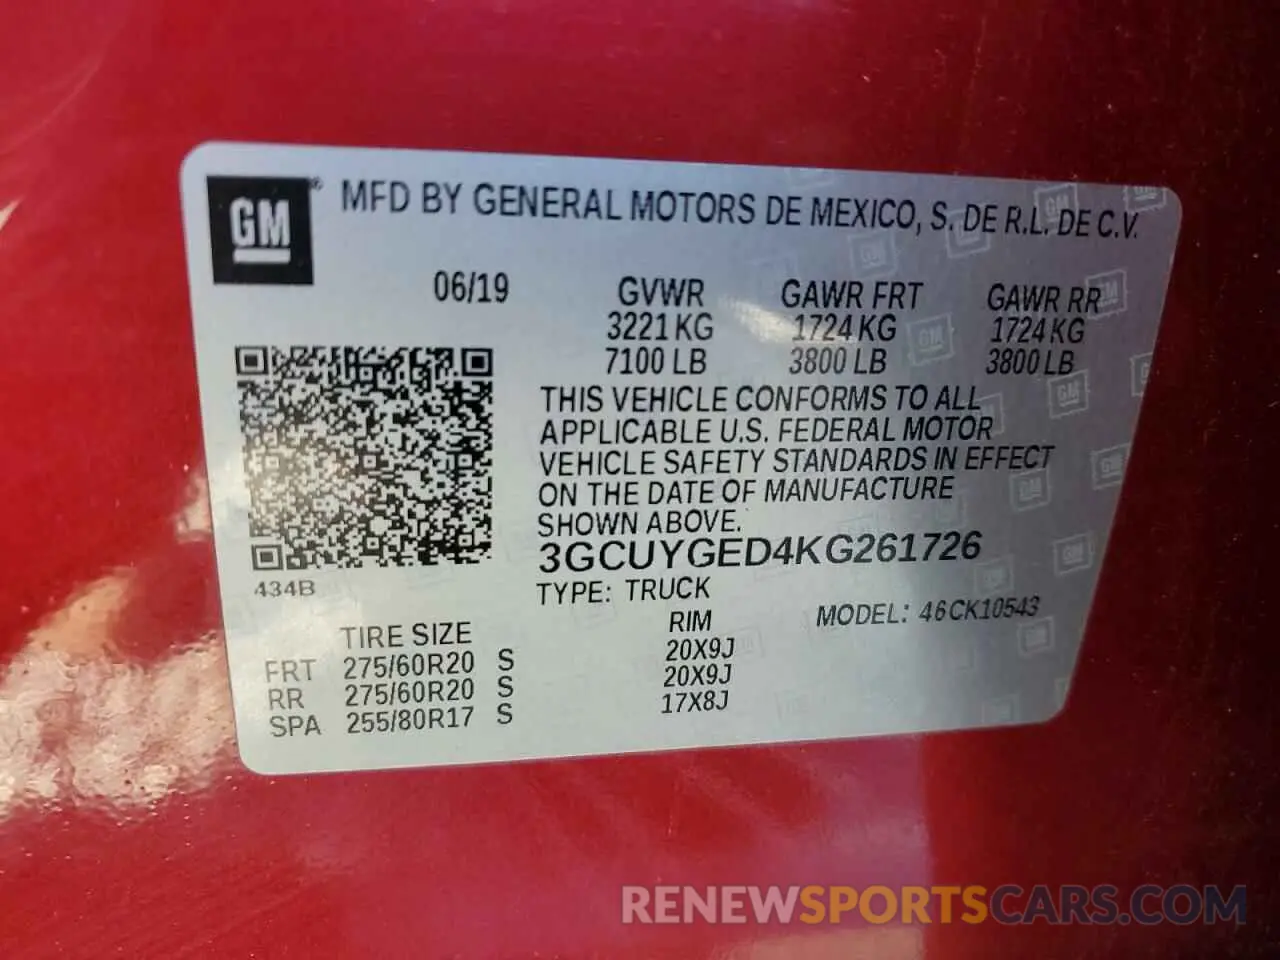 GM® MFD BY GENERAL MOTORS DE MEXICO, S. DE R.L. DE C.V.
06/19 GVWR GAWR FRT GAWR RR
3221 KG 1724 KG 1724 KG
7100 LB 3800 LB 3800 LB
THIS VEHICLE CONFORMS TO ALL
APPLICABLE U.S. FEDERAL MOTOR
VEHICLE SAFETY STANDARDS IN EFFECT
ON THE DATE OF MANUFACTURE
SHOWN ABOVE.
3GCUYGED4KG261726
434B
TYPE: TRUCK
MODEL: 46CK10543
TIRE SIZE RIM
FRT 275/60R20 S 20X9J
RR 275/60R20 S 20X9J
SPA 255/80R17 S 17X8J
RENEWSPORTSCARS.COM